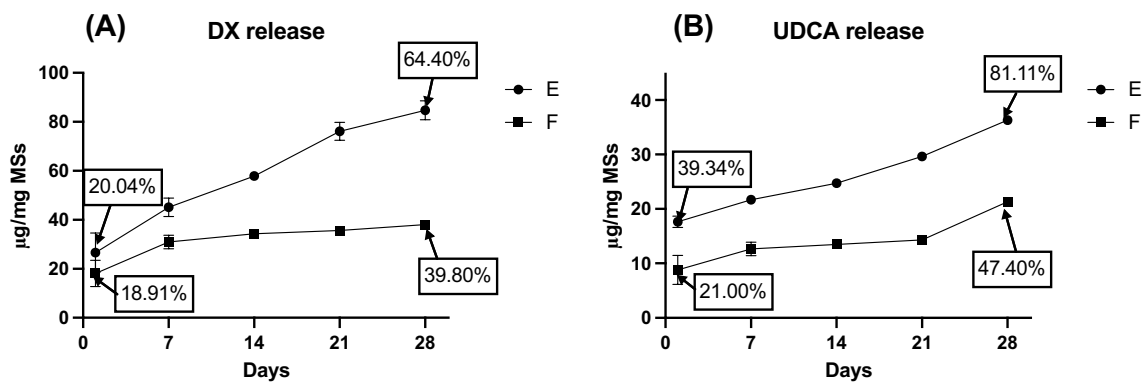 (A)
DX release
64.40%
100
80
60
40
20
0
µg/mg MSs
20.04%
18.91%
39.80%
E
F
0 7 14 21 28
Days
(B)
UDCA release
81.11%
40
30
20
10
0
µg/mg MSs
39.34%
21.00%
47.40%
E
F
0 7 14 21 28
Days